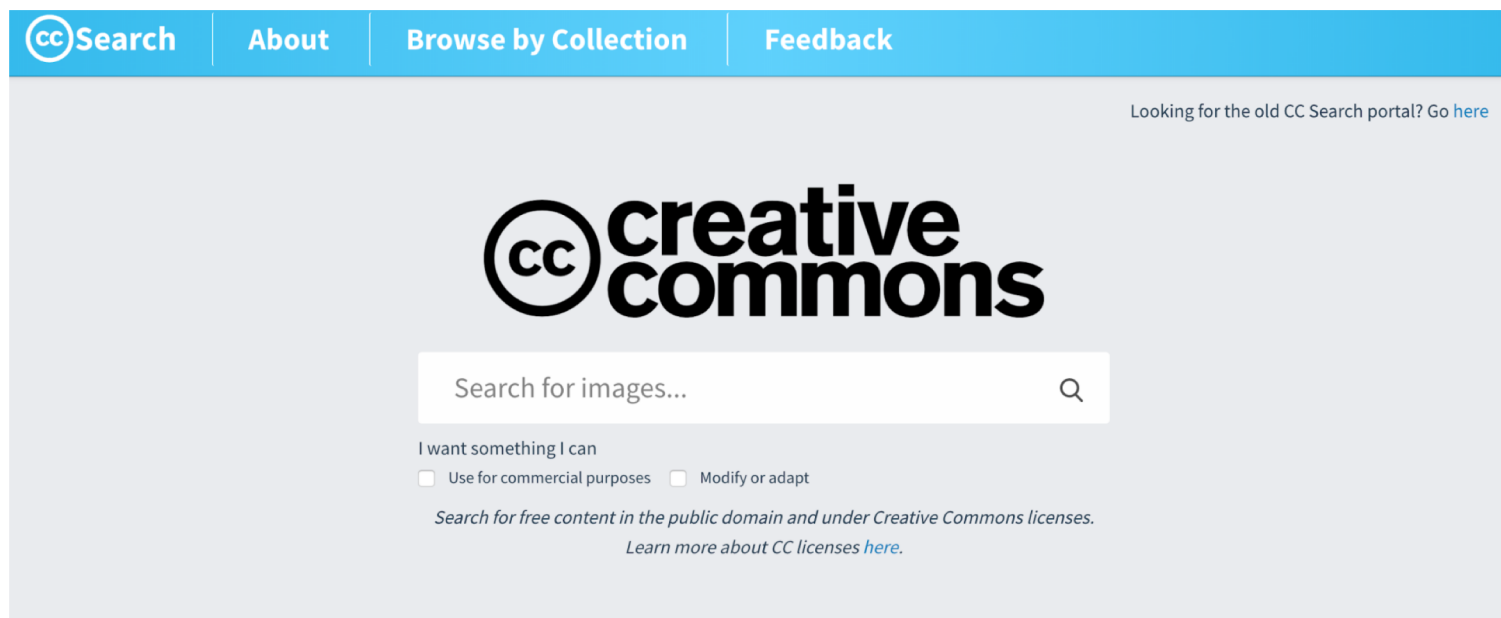 cc Search About Browse by Collection Feedback
Looking for the old CC Search portal? Go here
cc creative
commons
Search for images...
I want something I can
Use for commercial purposes Modify or adapt
Search for free content in the public domain and under Creative Commons licenses.
Learn more about CC licenses here.